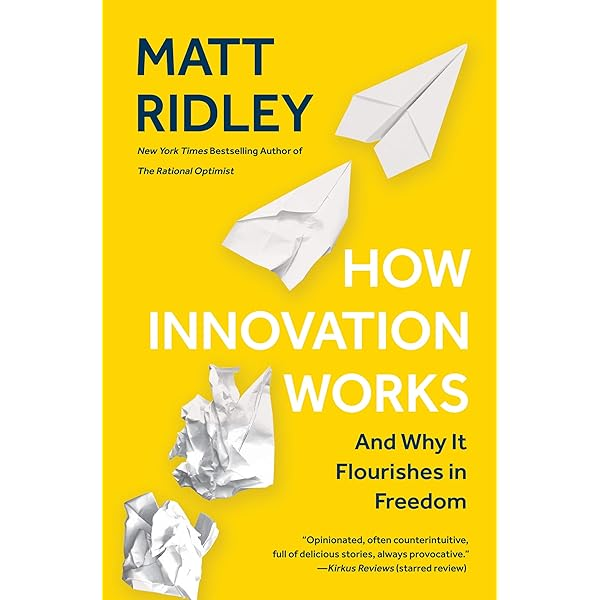 MATT
RIDLEY
New York Times Bestselling Author of
The Rational Optimist
HOW
INNOVATION
WORKS
And Why It
Flourishes in
Freedom
“Opinionated, often counterintuitive,
full of delicious stories, always provocative.”
—Kirkus Reviews (starred review)